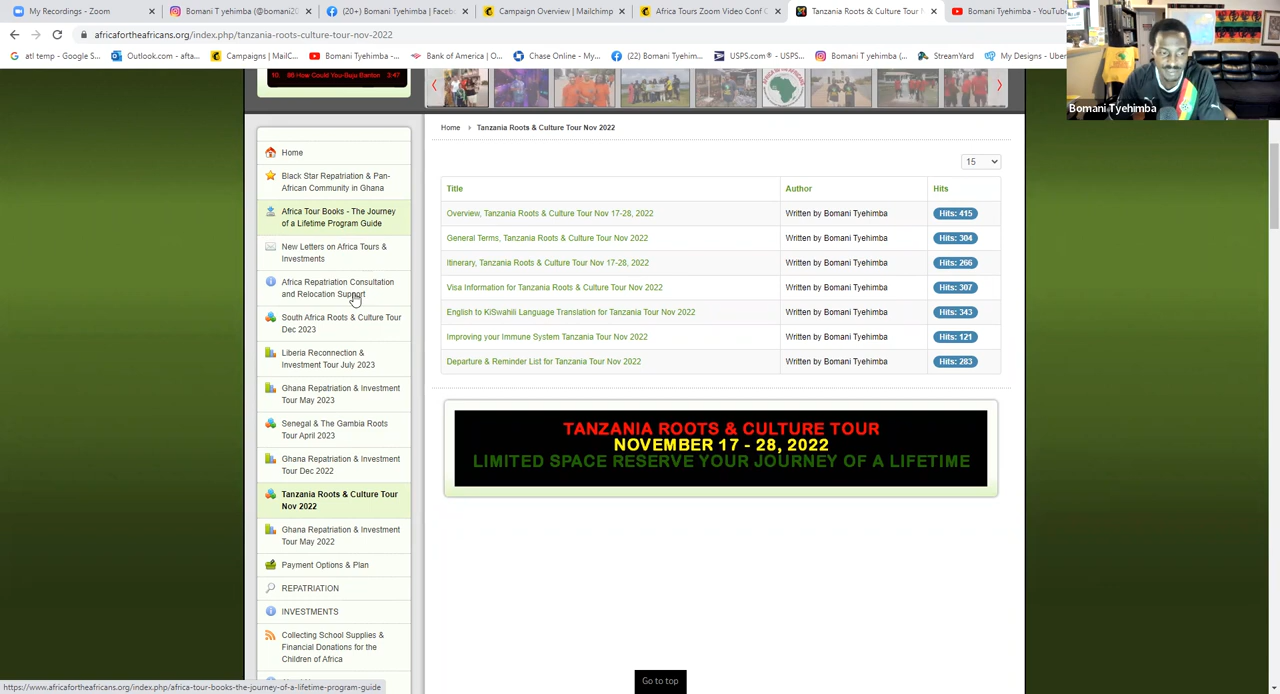 My Recordings - Zoom
Bomani T yehimba (@bomani20
(20+) Bomani Tyehimba | Facebo
Campaign Overview | Mailchimp
Africa Tours Zoom Video Conf C
Tanzania Roots & Culture Tour
Bomani Tyehimba - YouTu
africafortheafricans.org/index.php/tanzania-roots-culture-tour-nov-2022
atl temp - Google S...
Outlook.com - afta...
Campaigns | MailC...
Bomani Tyehimba -...
Bank of America | O...
Chase Online - My...
(22) Bomani Tyehim...
USPS.com® - USPS...
Bomani T yehimba (...
StreamYard
My Designs - Uber
Bomani Tyehimba
10 86 How Could You-Buju Banton 3:47
Home
Black Star Repatriation & Pan-
African Community in Ghana
Africa Tour Books - The Journey
of a Lifetime Program Guide
New Letters on Africa Tours &
Investments
Africa Repatriation Consultation
and Relocation Support
South Africa Roots & Culture Tour
Dec 2023
Liberia Reconnection &
Investment Tour July 2023
Ghana Repatriation & Investment
Tour May 2023
Senegal & The Gambia Roots
Tour April 2023
Ghana Repatriation & Investment
Tour Dec 2022
Tanzania Roots & Culture Tour
Nov 2022
Ghana Repatriation & Investment
Tour May 2022
Payment Options & Plan
REPATRIATION
INVESTMENTS
Collecting School Supplies &
Financial Donations for the
Children of Africa
Home Tanzania Roots & Culture Tour Nov 2022
15
Title Author Hits
Overview, Tanzania Roots & Culture Tour Nov 17-28, 2022 Written by Bomani Tyehimba Hits: 415
General Terms, Tanzania Roots & Culture Tour Nov 2022 Written by Bomani Tyehimba Hits: 304
Itinerary, Tanzania Roots & Culture Tour Nov 17-28, 2022 Written by Bomani Tyehimba Hits: 266
Visa Information for Tanzania Roots & Culture Tour Nov 2022 Written by Bomani Tyehimba Hits: 307
English to KiSwahili Language Translation for Tanzania Tour Nov 2022 Written by Bomani Tyehimba Hits: 343
Improving your Immune System Tanzania Tour Nov 2022 Written by Bomani Tyehimba Hits: 121
Departure & Reminder List for Tanzania Tour Nov 2022 Written by Bomani Tyehimba Hits: 283
TANZANIA ROOTS & CULTURE TOUR
NOVEMBER 17 - 28, 2022
LIMITED SPACE RESERVE YOUR JOURNEY OF A LIFETIME
Go to top
https://www.africafortheafricans.org/index.php/africa-tour-books-the-journey-of-a-lifetime-program-guide